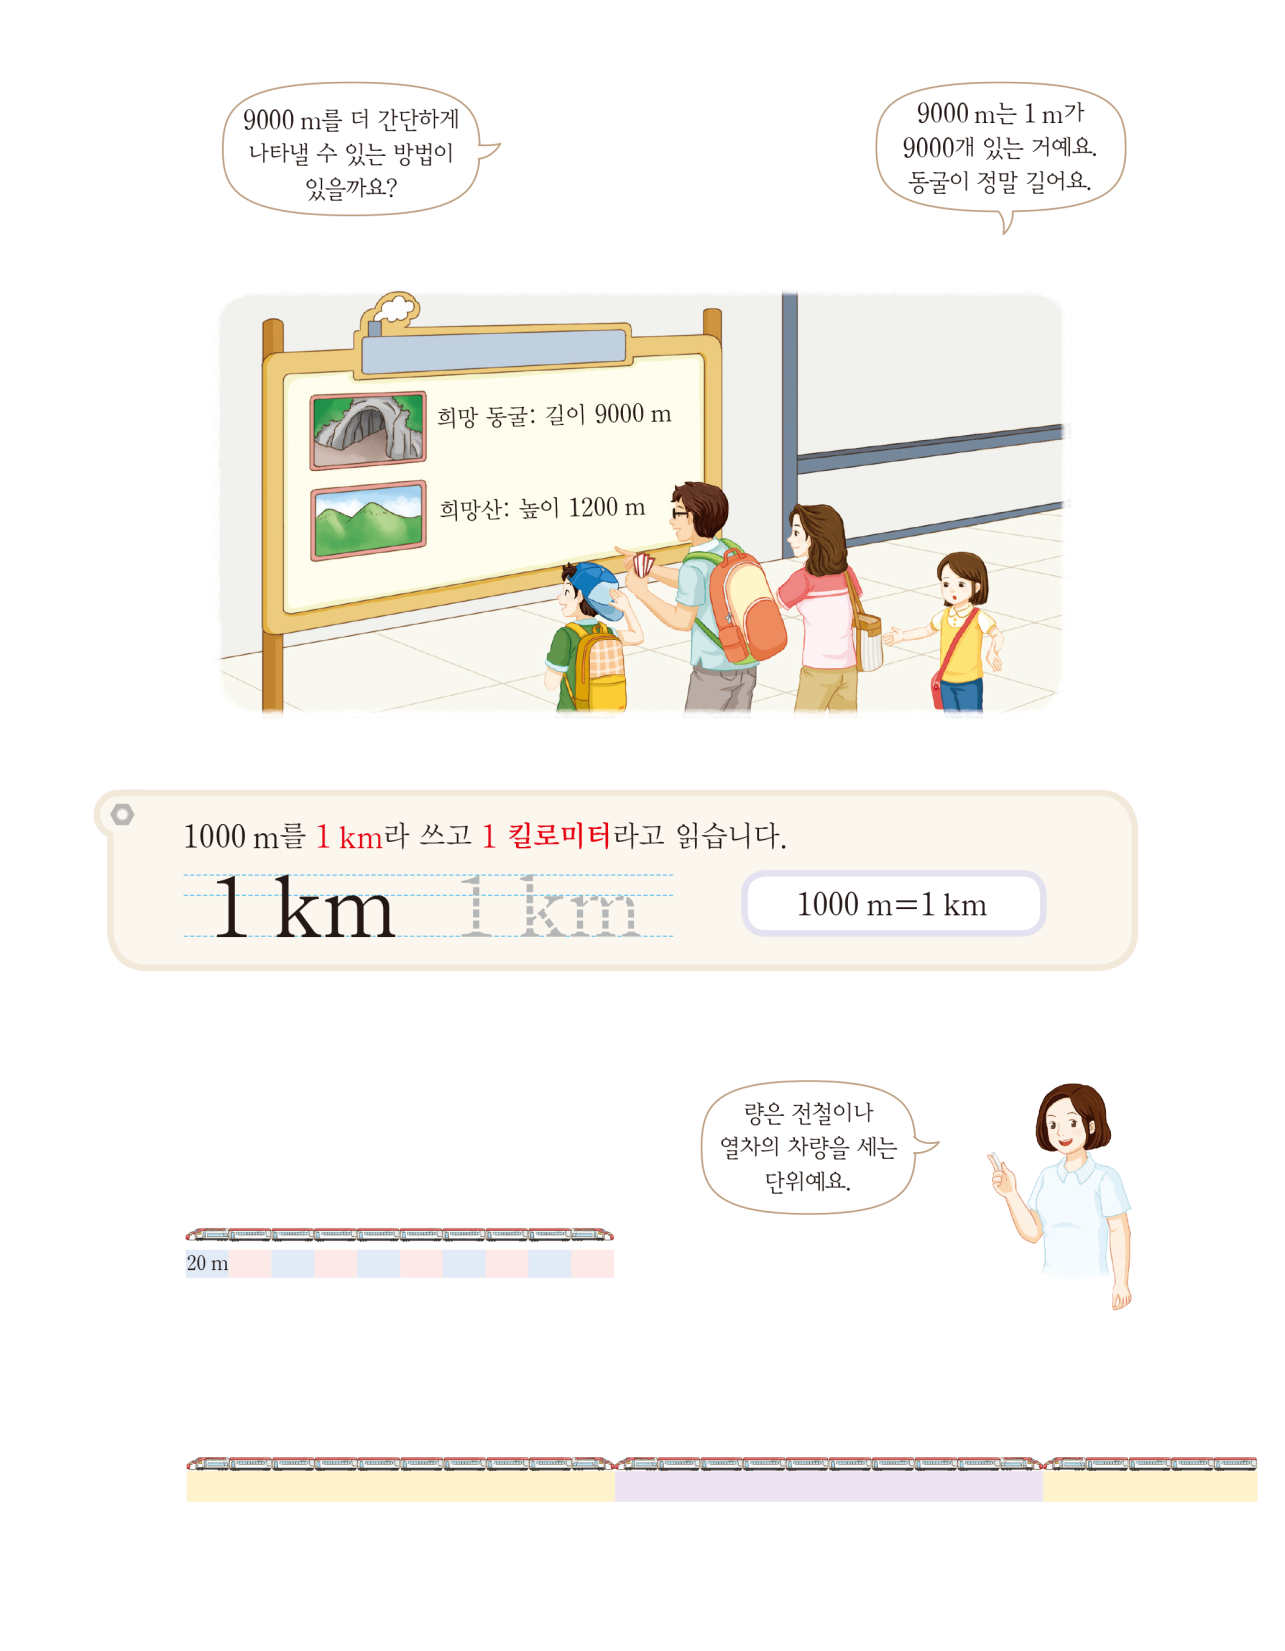 9000 m를 더 간단하게
나타낼 수 있는 방법이
있을까요?
9000 m는 1 m가
9000개 있는 거예요.
동굴이 정말 길어요.
희망 동굴: 길이 9000 m
희망산: 높이 1200 m
1000 m를 1 km라 쓰고 1 킬로미터라고 읽습니다.
1 km 1 km
1000 m=1 km
량은 전철이나
열차의 차량을 세는
단위예요.
20 m